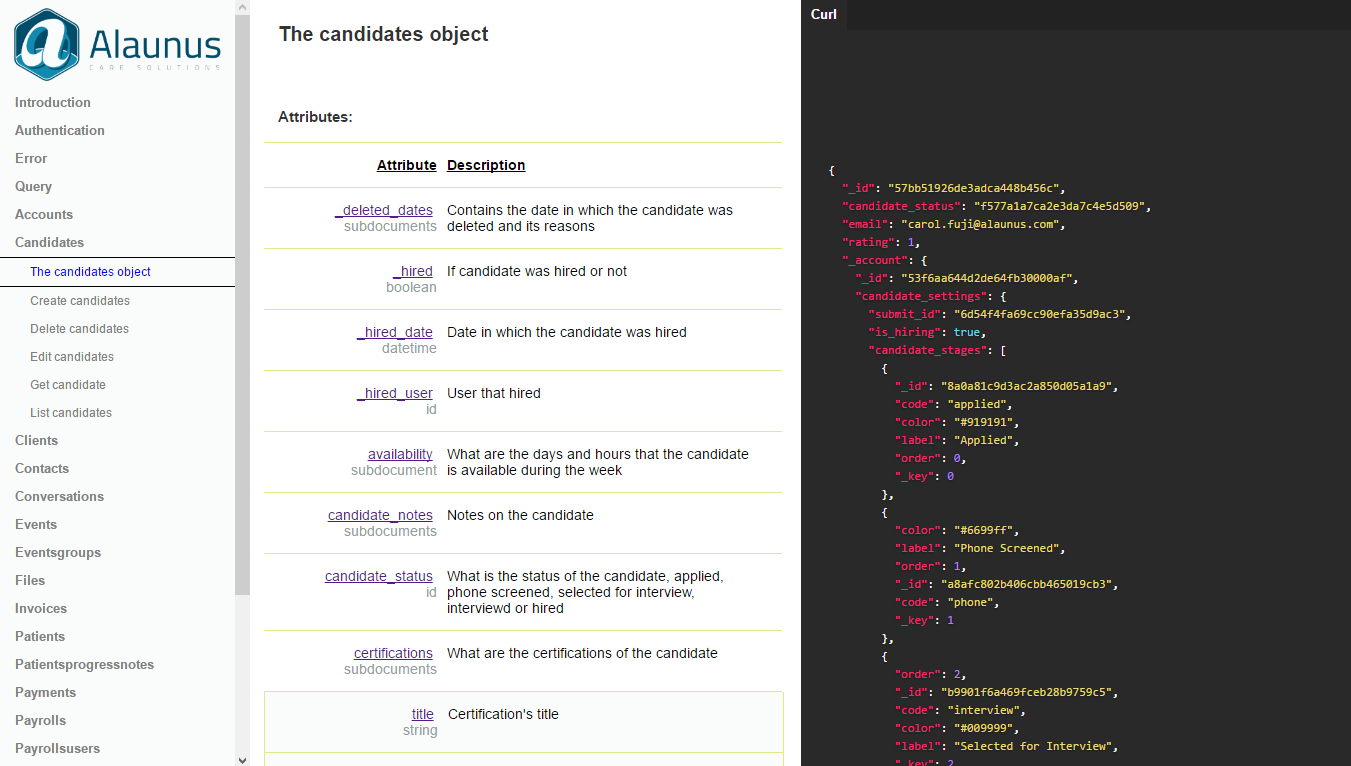 Alaunus
CARE SOLUTIONS
Introduction
Authentication
Error
Query
Accounts
Candidates
The candidates object
Create candidates
Delete candidates
Edit candidates
Get candidate
List candidates
Clients
Contacts
Conversations
Events
Eventsgroups
Files
Invoices
Patients
Patientsprogressnotes
Payments
Payrolls
Payrollsusers
The candidates object
Attributes:
Attribute Description
_deleted_dates Contains the date in which the candidate was
subdocuments deleted and its reasons
_hired If candidate was hired or not
boolean
_hired_date Date in which the candidate was hired
datetime
_hired_user User that hired
id
availability What are the days and hours that the candidate
subdocument is available during the week
candidate_notes Notes on the candidate
subdocuments
candidate_status What is the status of the candidate, applied,
id phone screened, selected for interview,
interviewd or hired
certifications What are the certifications of the candidate
subdocuments
title Certification's title
string
Curl
{
"_id": "57bb51926de3adca448b456c",
"candidate_status": "f577a1a7ca2e3da7c4e5d509",
"email": "carol.fuji@alaunus.com",
"rating": 1,
"_account": {
"_id": "53f6aa644d2de64fb30000af",
"candidate_settings": {
"submit_id": "6d54f4fa69cc90efa35d9ac3",
"is_hiring": true,
"candidate_stages": [
{
"_id": "8a0a81c9d3ac2a850d05a1a9",
"code": "applied",
"color": "#919191",
"label": "Applied",
"order": 0,
"_key": 0
},
{
"color": "#6699ff",
"label": "Phone Screened",
"order": 1,
"_id": "a8afc802b406cbb465019cb3",
"code": "phone",
"_key": 1
},
{
"order": 2,
"_id": "b9901f6a469fceb28b9759c5",
"code": "interview",
"color": "#009999",
"label": "Selected for Interview",
"_key": 2